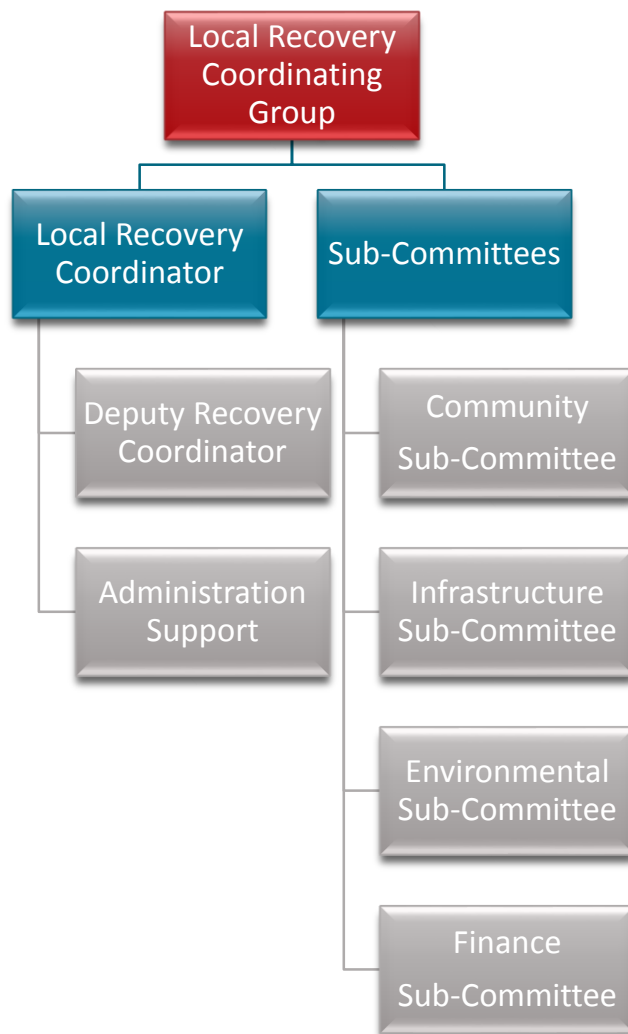 Local Recovery
Coordinating
Group
Local Recovery
Coordinator
Sub-Committees
Deputy Recovery
Coordinator
Administration
Support
Community
Sub-Committee
Infrastructure
Sub-Committee
Environmental
Sub-Committee
Finance
Sub-Committee